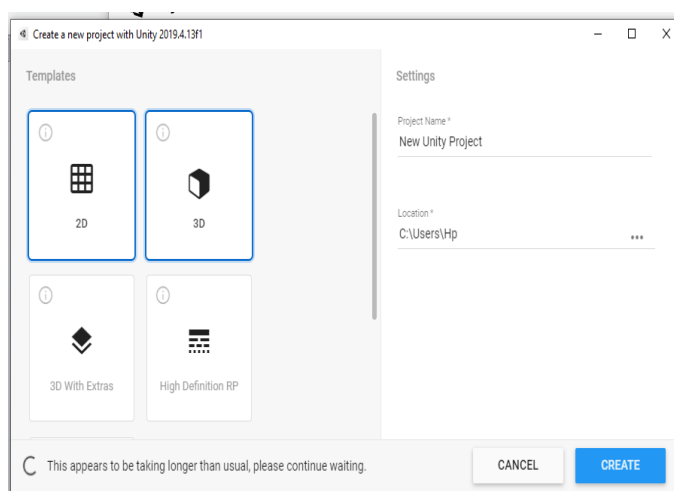 Create a new project with Unity 2019.4.13f1
Templates
2D
3D
3D With Extras
High Definition RP
Settings
Project Name *
New Unity Project
Location *
C:\Users\Hp
...
This appears to be taking longer than usual, please continue waiting.
CANCEL
CREATE